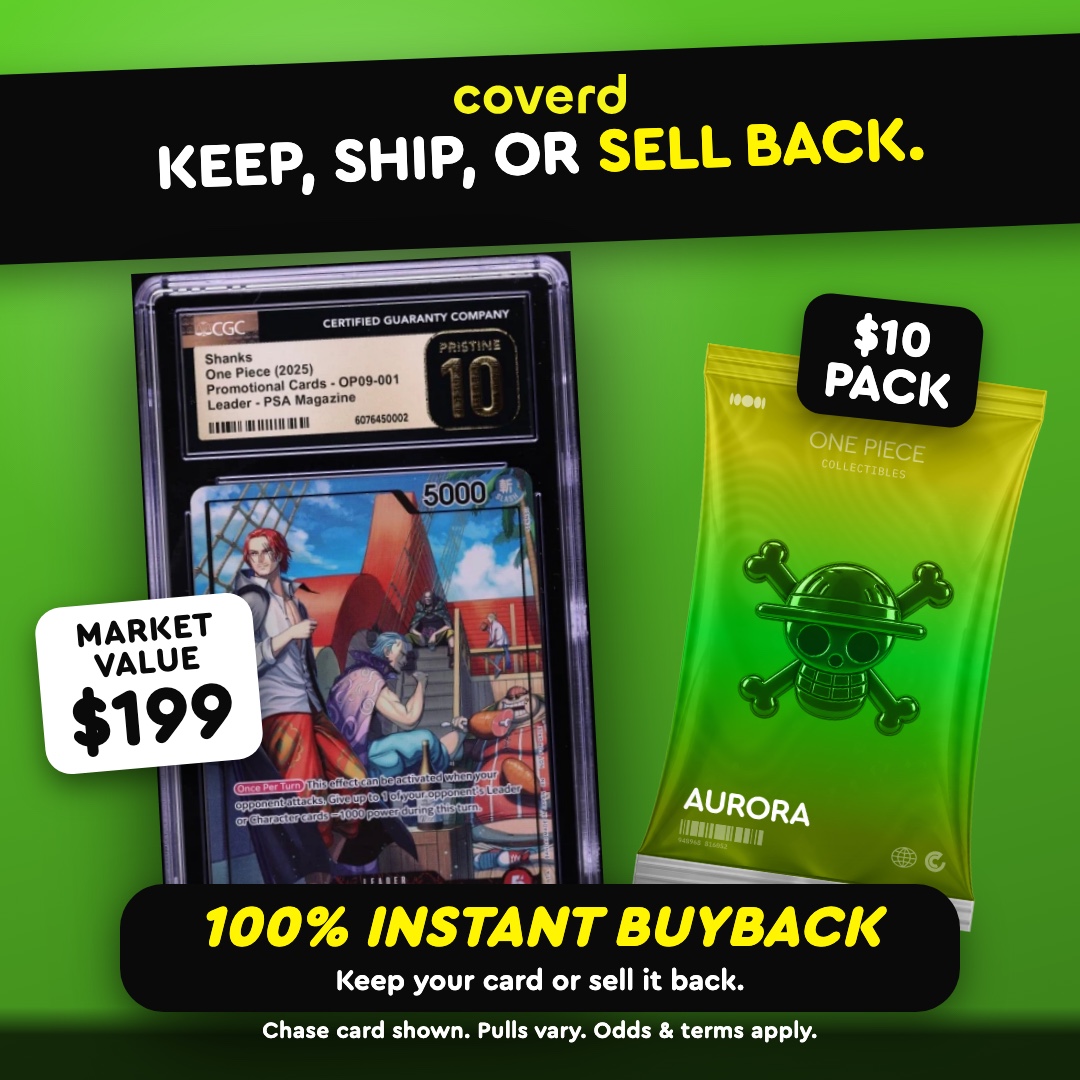 coverd
KEEP, SHIP, OR SELL BACK.
CGC
CERTIFIED GUARANTY COMPANY
Shanks
One Piece (2025)
Promotional Cards - OP09-001
Leader - PSA Magazine
6076450002
PRISTINE
10
5000
斬
SLASH
Once Per Turn This effect can be activated when your
opponent attacks. Give up to 1 of your opponent's Leader
or Character cards −1000 power during this turn.
LEADER
MARKET
VALUE
$199
$10
PACK
ONE PIECE
COLLECTIBLES
AURORA
100% INSTANT BUYBACK
Keep your card or sell it back.
Chase card shown. Pulls vary. Odds & terms apply.